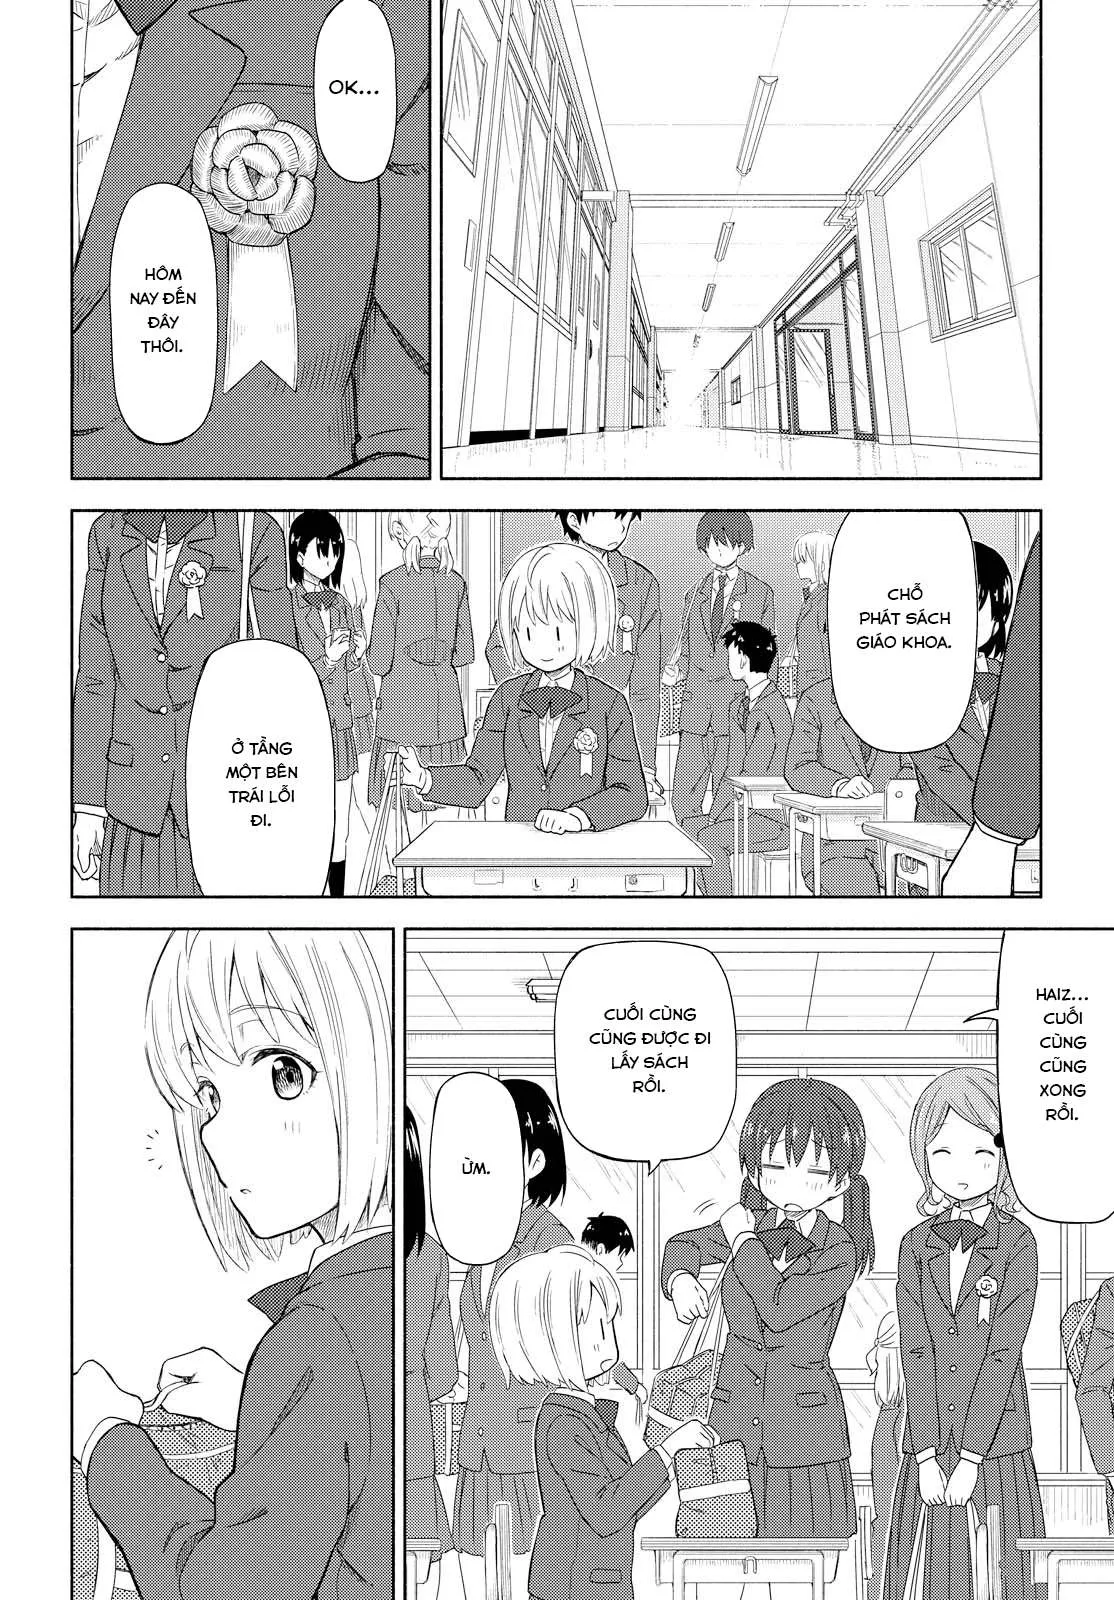 OK...
HÔM
NAY ĐẾN
ĐÂY
THÔI.
CHỖ
PHÁT SÁCH
GIÁO KHOA.
Ở TẦNG
MỘT BÊN
TRÁI LỐI
ĐI.
HAIZ...
CUỐI
CÙNG
CŨNG
XONG
RỒI.
CUỐI CÙNG
CŨNG ĐƯỢC ĐI
LẤY SÁCH
RỒI.
ỪM.